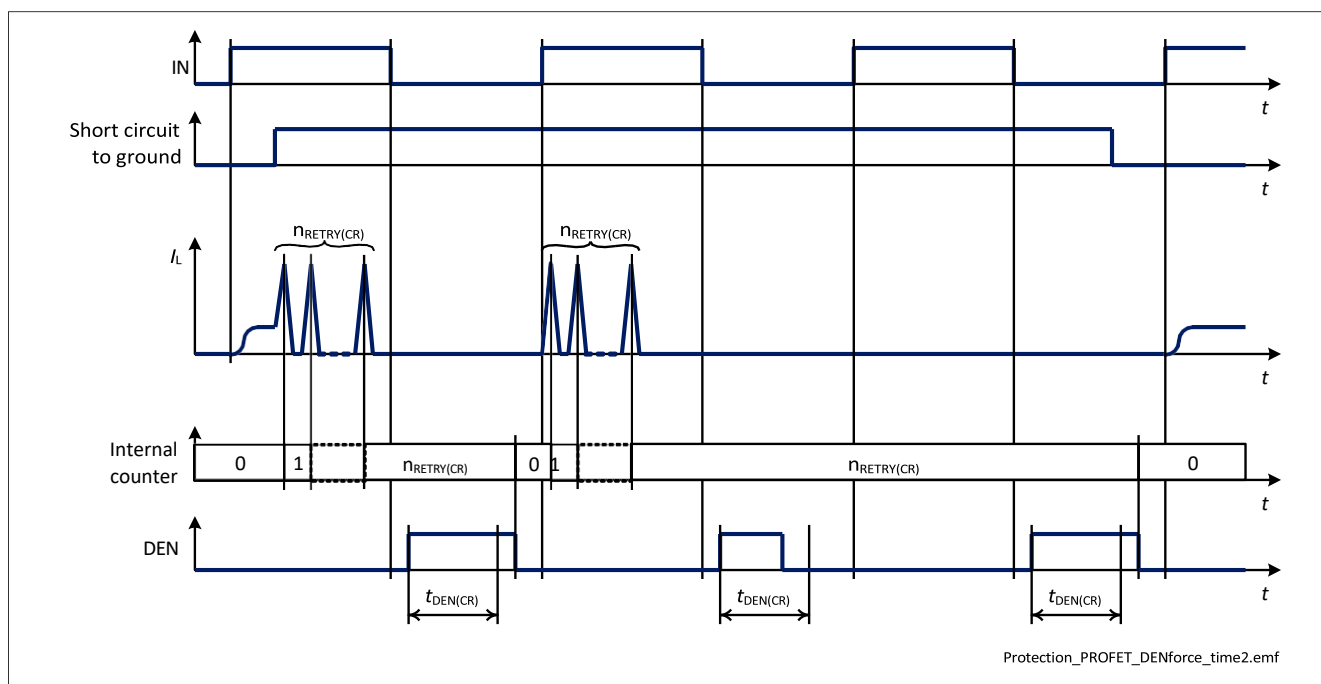 IN
t
Short circuit
to ground
t
nRETRY(CR) nRETRY(CR)
IL
t
Internal
counter
0 1 nRETRY(CR) 0 1 nRETRY(CR) 0
t
DEN
t
tDEN(CR) tDEN(CR) tDEN(CR)
Protection_PROFET_DENforce_time2.emf